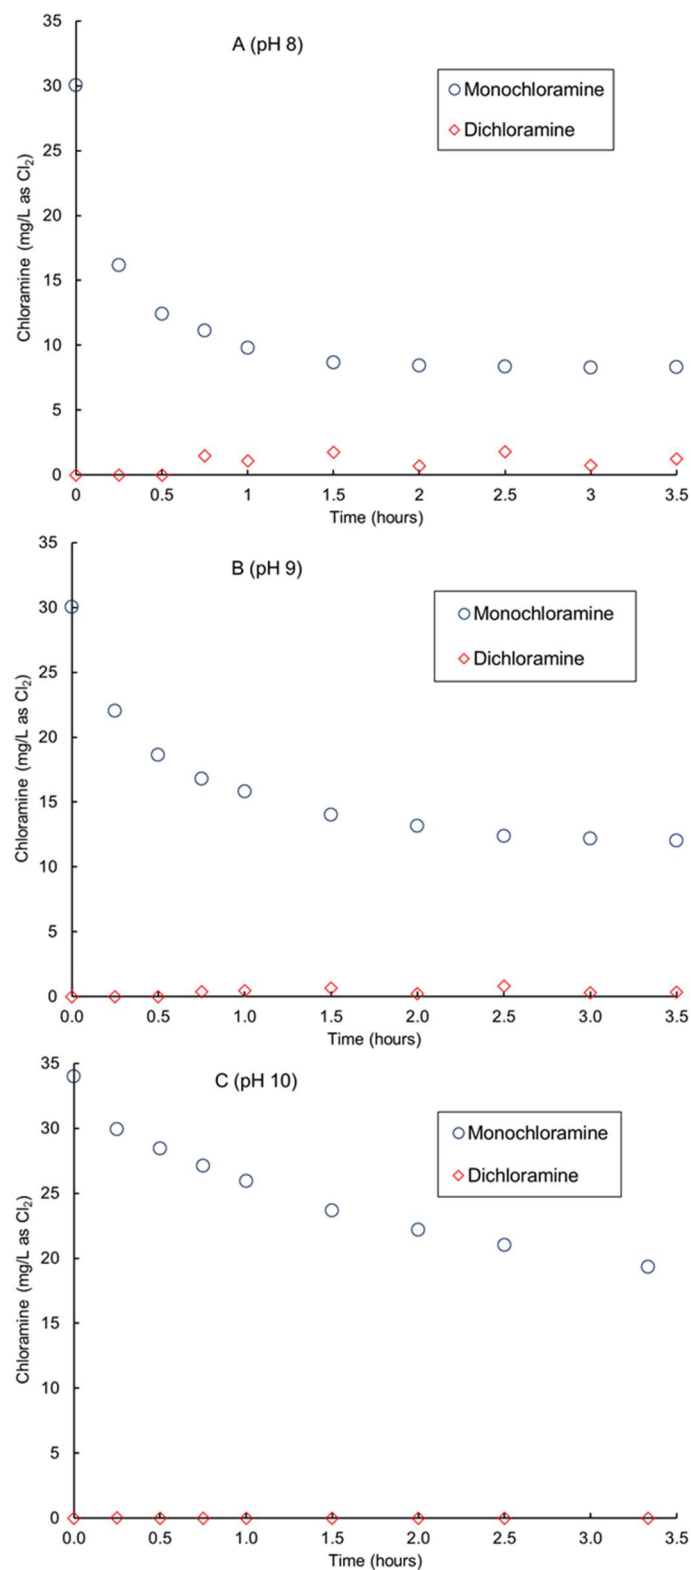 A (pH 8)
Monochloramine
Dichloramine
Chloramine (mg/L as Cl₂)
35
30
25
20
15
10
5
0
0 0.5 1 1.5 2 2.5 3 3.5
Time (hours)
B (pH 9)
Monochloramine
Dichloramine
Chloramine (mg/L as Cl₂)
35
30
25
20
15
10
5
0
0.0 0.5 1.0 1.5 2.0 2.5 3.0 3.5
Time (hours)
C (pH 10)
Monochloramine
Dichloramine
Chloramine (mg/L as Cl₂)
35
30
25
20
15
10
5
0
0.0 0.5 1.0 1.5 2.0 2.5 3.0 3.5
Time (hours)